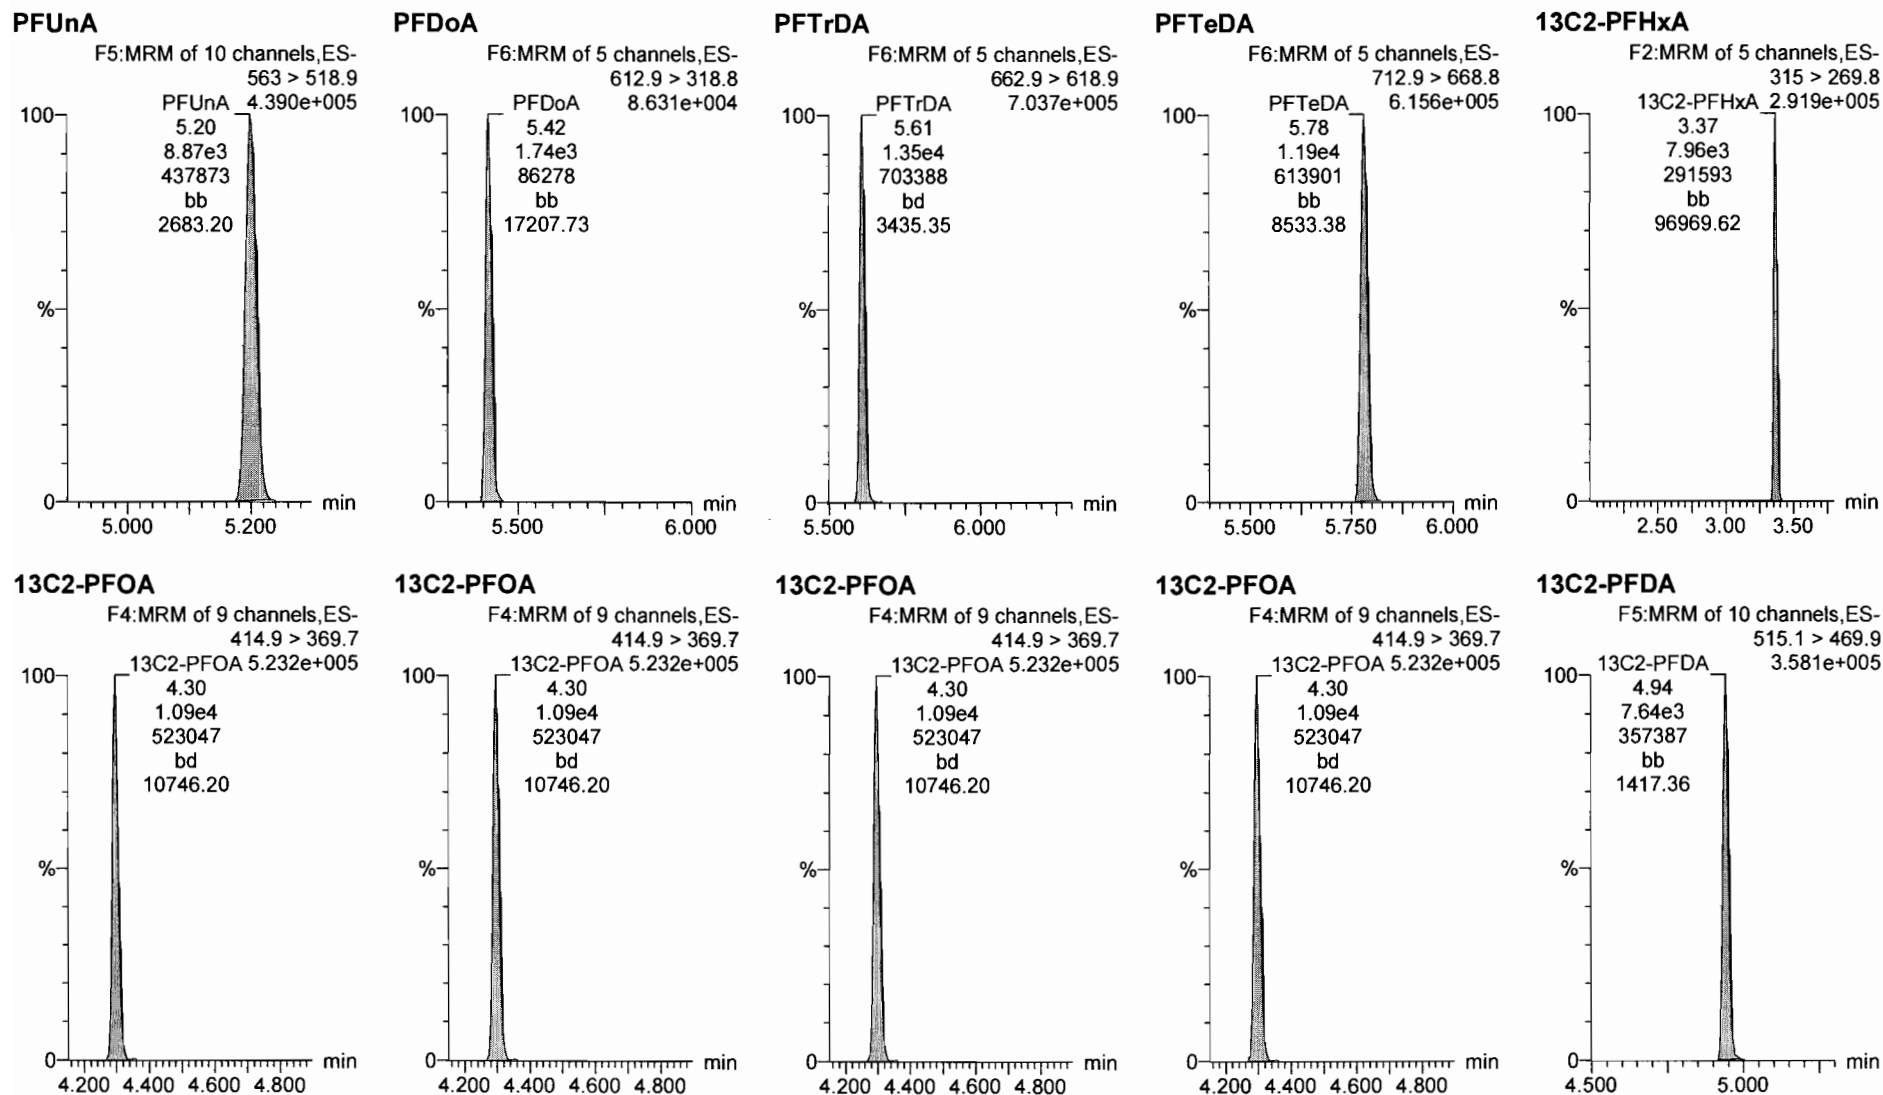 PFUnA
F5:MRM of 10 channels,ES-
563 > 518.9
PFUnA 4.390e+005
5.20
8.87e3
437873
bb
2683.20
100
%
0
5.000 5.200
min
PFDoA
F6:MRM of 5 channels,ES-
612.9 > 318.8
PFDoA 8.631e+004
5.42
1.74e3
86278
bb
17207.73
100
%
0
5.500 6.000
min
PFTrDA
F6:MRM of 5 channels,ES-
662.9 > 618.9
PFTrDA 7.037e+005
5.61
1.35e4
703388
bd
3435.35
100
%
0
5.500 6.000
min
PFTeDA
F6:MRM of 5 channels,ES-
712.9 > 668.8
PFTeDA 6.156e+005
5.78
1.19e4
613901
bb
8533.38
100
%
0
5.500 5.750 6.000
min
13C2-PFHxA
F2:MRM of 5 channels,ES-
315 > 269.8
13C2-PFHxA 2.919e+005
3.37
7.96e3
291593
bb
96969.62
100
%
0
2.50 3.00 3.50
min
13C2-PFOA
F4:MRM of 9 channels,ES-
414.9 > 369.7
13C2-PFOA 5.232e+005
4.30
1.09e4
523047
bd
10746.20
100
%
0
4.200 4.400 4.600 4.800
min
13C2-PFOA
F4:MRM of 9 channels,ES-
414.9 > 369.7
13C2-PFOA 5.232e+005
4.30
1.09e4
523047
bd
10746.20
100
%
0
4.200 4.400 4.600 4.800
min
13C2-PFOA
F4:MRM of 9 channels,ES-
414.9 > 369.7
13C2-PFOA 5.232e+005
4.30
1.09e4
523047
bd
10746.20
100
%
0
4.200 4.400 4.600 4.800
min
13C2-PFOA
F4:MRM of 9 channels,ES-
414.9 > 369.7
13C2-PFOA 5.232e+005
4.30
1.09e4
523047
bd
10746.20
100
%
0
4.200 4.400 4.600 4.800
min
13C2-PFDA
F5:MRM of 10 channels,ES-
515.1 > 469.9
13C2-PFDA 3.581e+005
4.94
7.64e3
357387
bb
1417.36
100
%
0
4.500 5.000
min